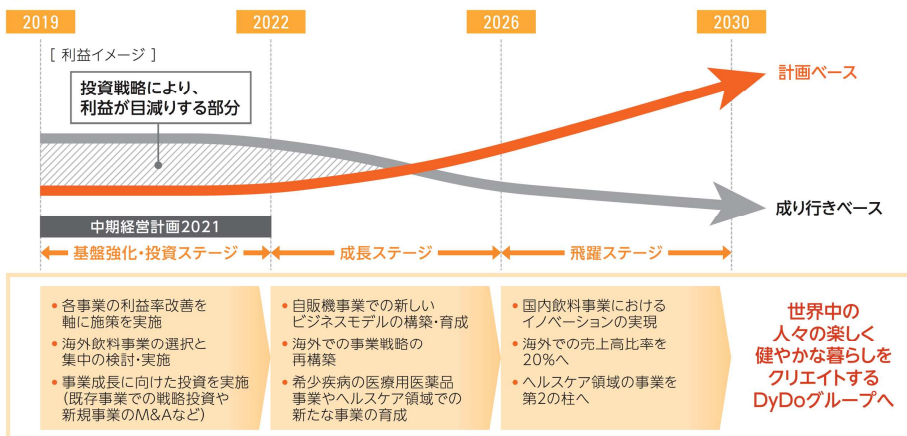 2019
2022
2026
2030
[ 利益イメージ ]
投資戦略により、
利益が目減りする部分
計画ベース
成り行きベース
中期経営計画2021
基盤強化・投資ステージ
成長ステージ
飛躍ステージ
• 各事業の利益率改善を
軸に施策を実施
• 海外飲料事業の選択と
集中の検討・実施
• 事業成長に向けた投資を実施
(既存事業での戦略投資や
新規事業のM&Aなど)
• 自販機事業での新しい
ビジネスモデルの構築・育成
• 海外での事業戦略の
再構築
• 希少疾病の医療用医薬品
事業やヘルスケア領域での
新たな事業の育成
• 国内飲料事業における
イノベーションの実現
• 海外での売上高比率を
20%へ
• ヘルスケア領域の事業を
第2の柱へ
世界中の
人々の楽しく
健やかな暮らしを
クリエイトする
DyDoグループへ